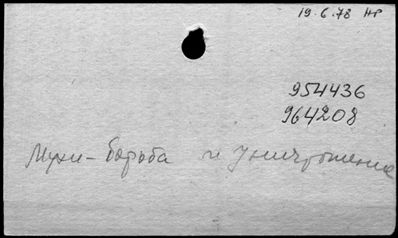 19.6.78 НР
954436
964208
Мухи - борьба и уничтожение